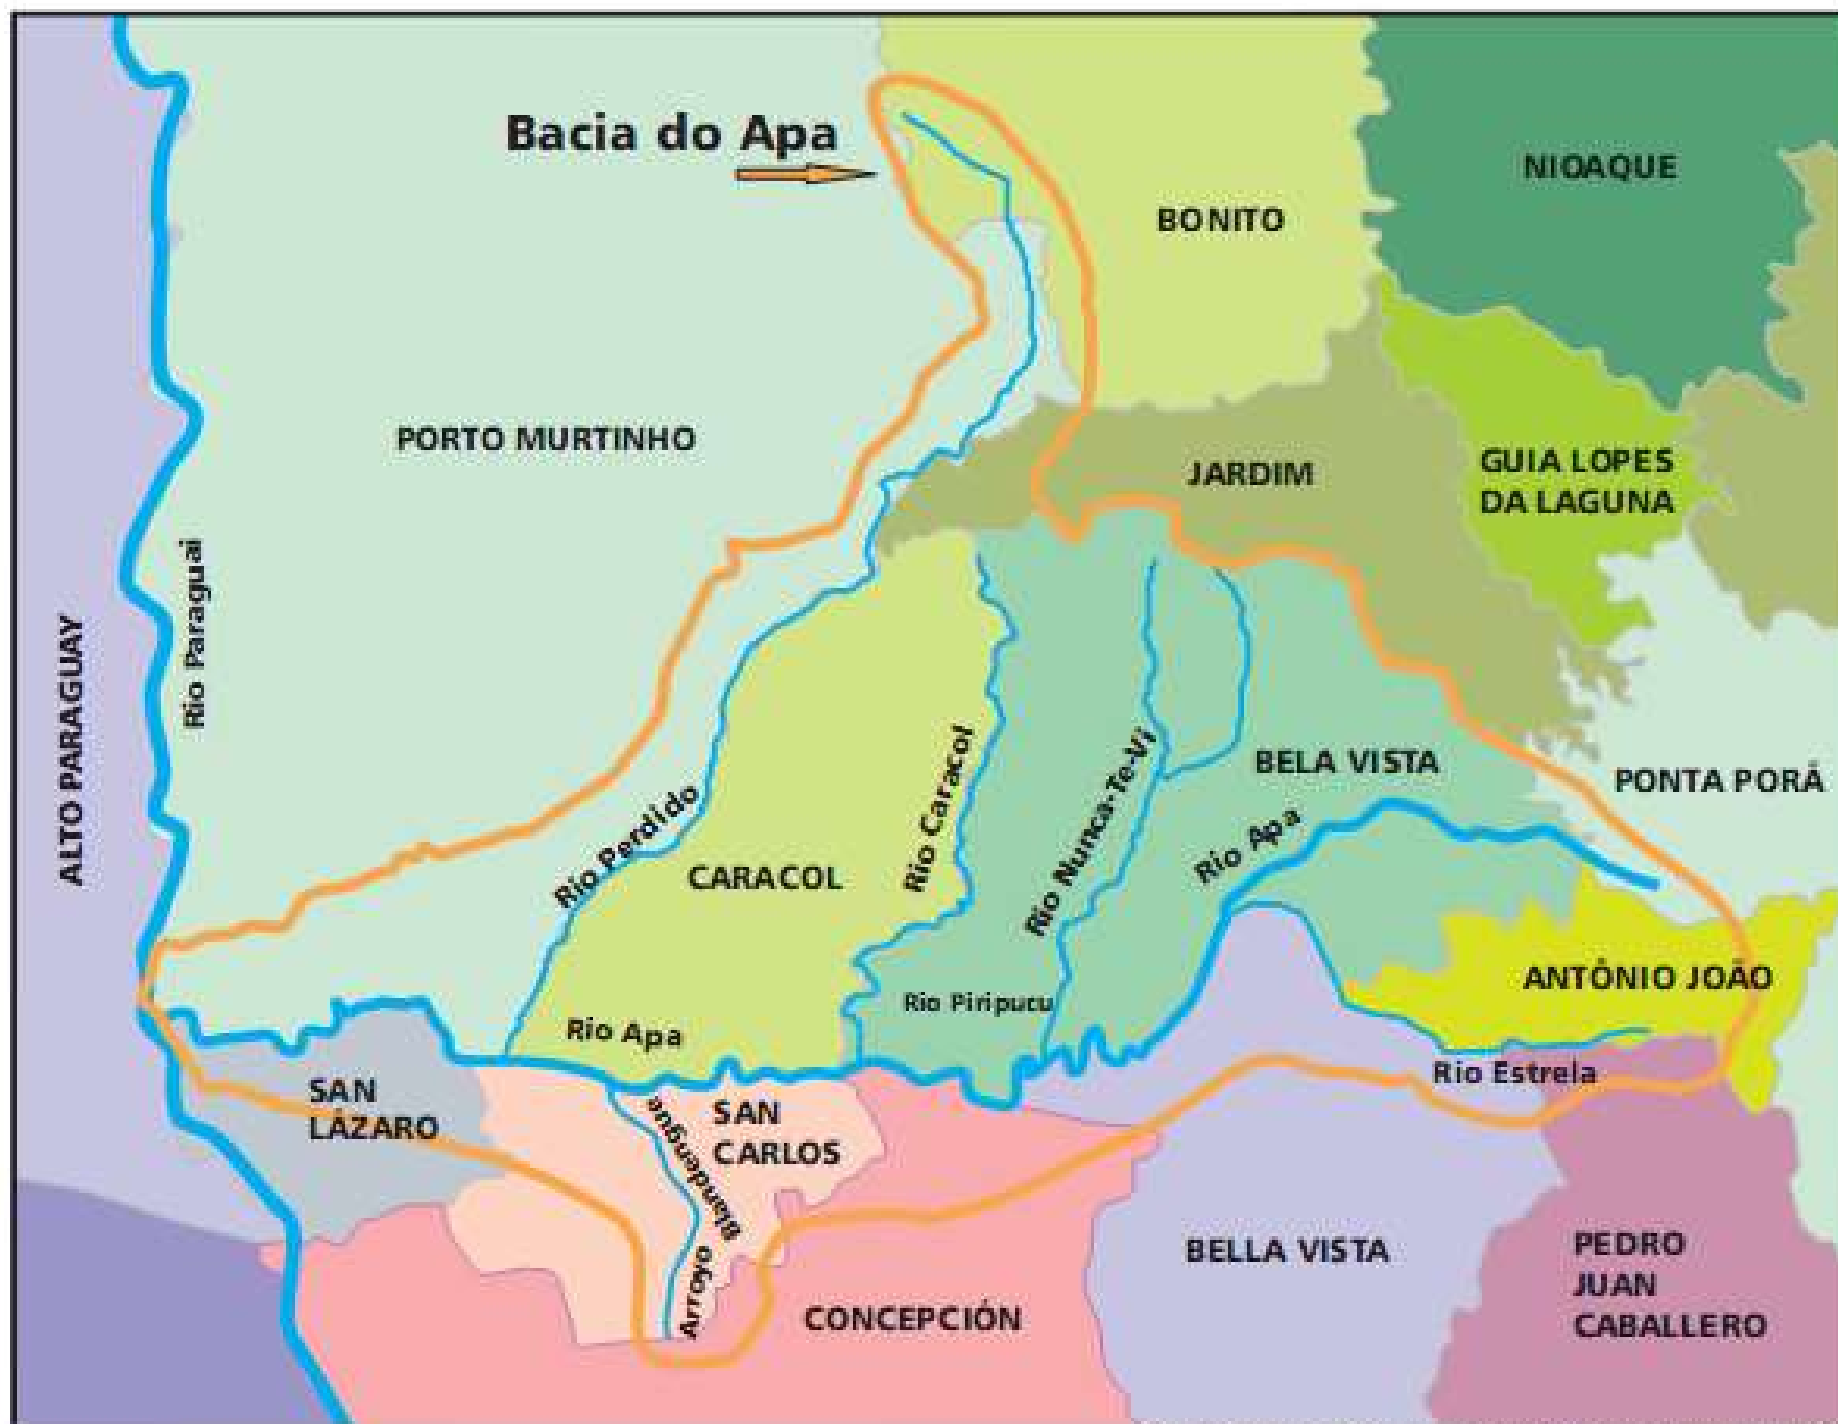 Bacia do Apa
NIOAQUE
BONITO
PORTO MURTINHO
JARDIM
GUIA LOPES
DA LAGUNA
Rio Paraguai
ALTO PARAGUAY
BELA VISTA
PONTA PORÃ
Rio Perdido
CARACOL
Rio Caracol
Rio Nunca-Te-Vi
Rio Apa
ANTÔNIO JOÃO
Rio Piripucu
Rio Apa
Rio Estrela
SAN
LÁZARO
SAN
CARLOS
Arroyo Blandengue
BELLA VISTA
PEDRO
JUAN
CABALLERO
CONCEPCIÓN